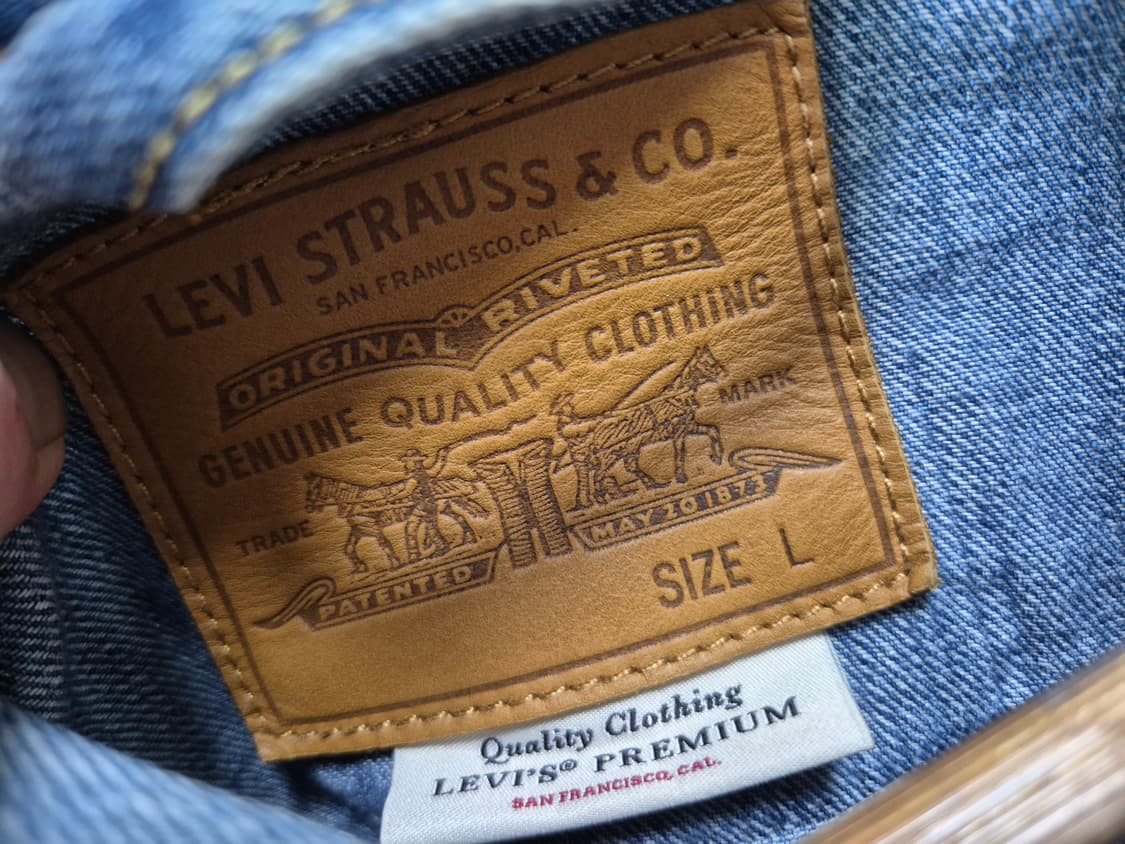 LEVI STRAUSS & CO.
SAN FRANCISCO, CAL.
ORIGINAL RIVETED
GENUINE QUALITY CLOTHING
TRADE MARK
PATENTED MAY 20 1873
SIZE L
Quality Clothing
LEVI'S® PREMIUM
SAN FRANCISCO, CAL.